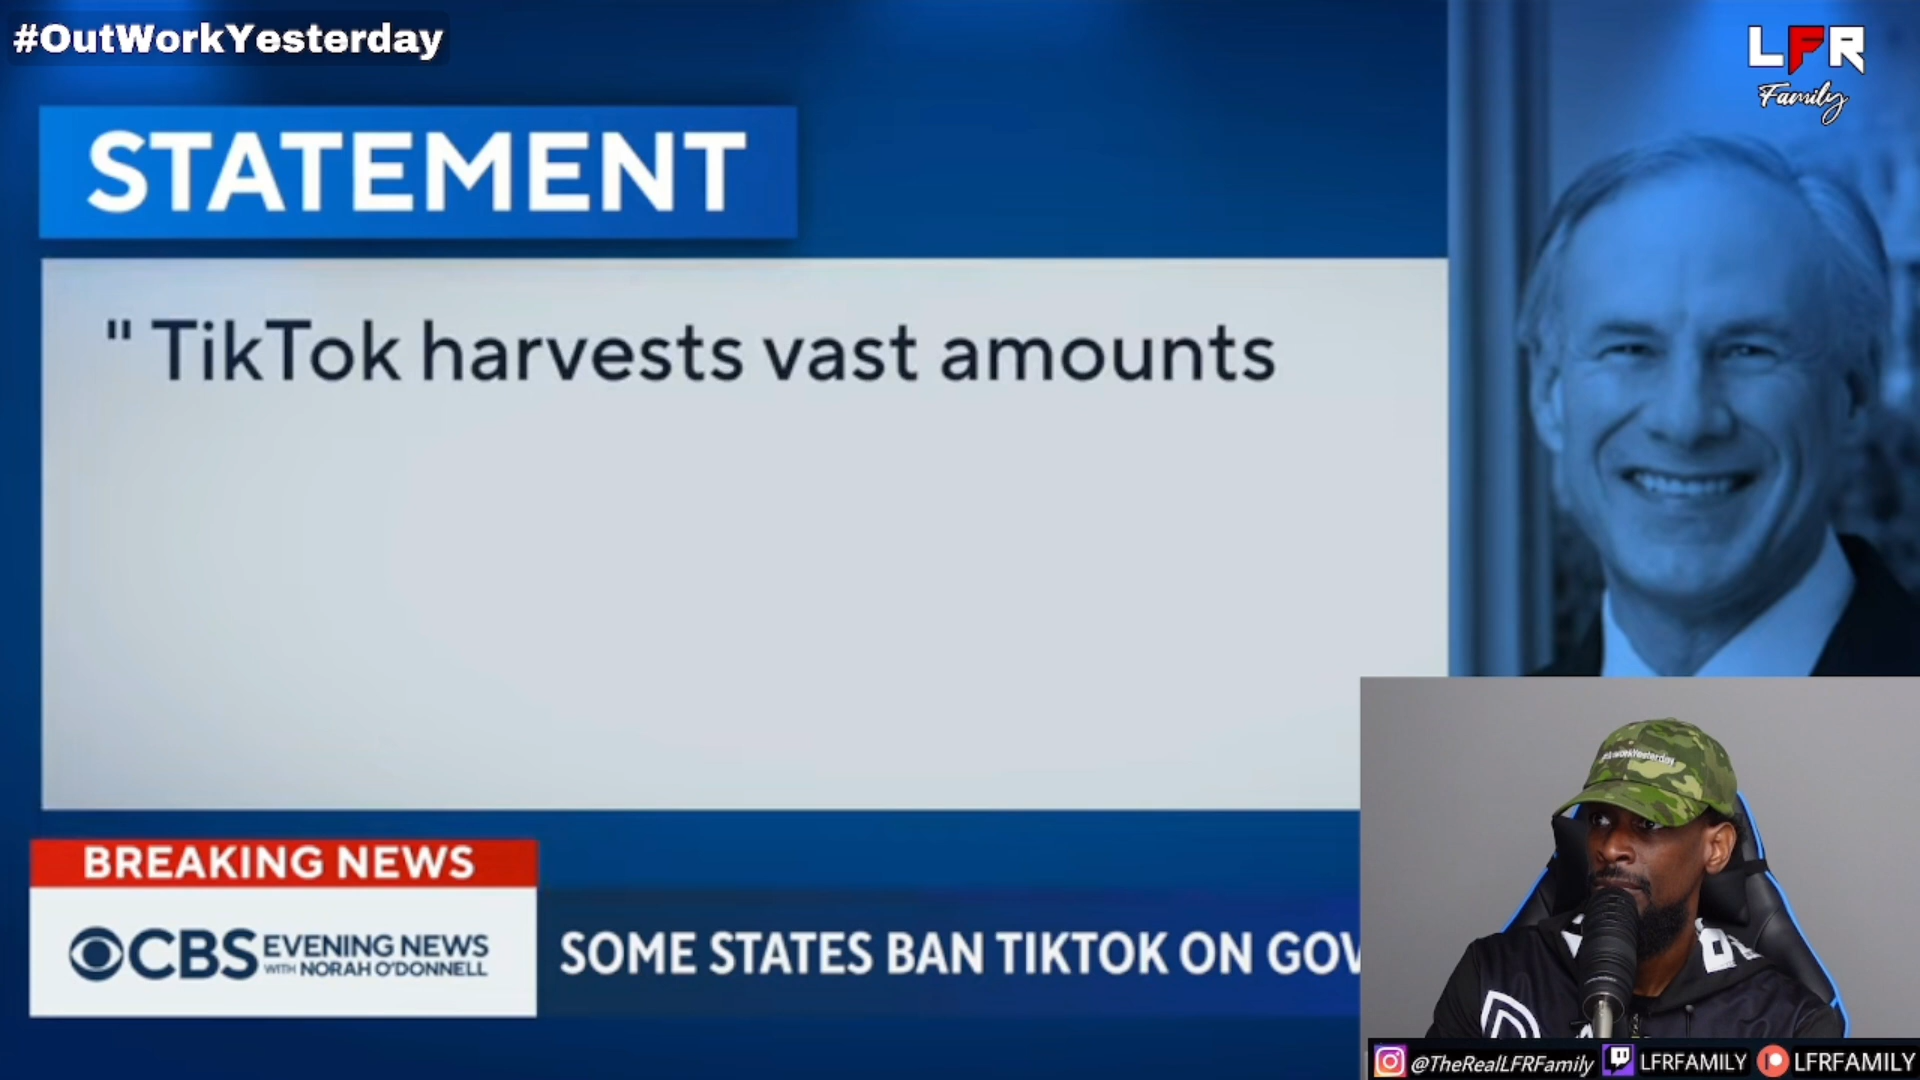 #OutWorkYesterday
LFR
Family
STATEMENT
" TikTok harvests vast amounts
BREAKING NEWS
CBS EVENING NEWS
WITH NORAH O'DONNELL
SOME STATES BAN TIKTOK ON GOV
@TheRealLFRFamily LFRFAMILY LFRFAMILY